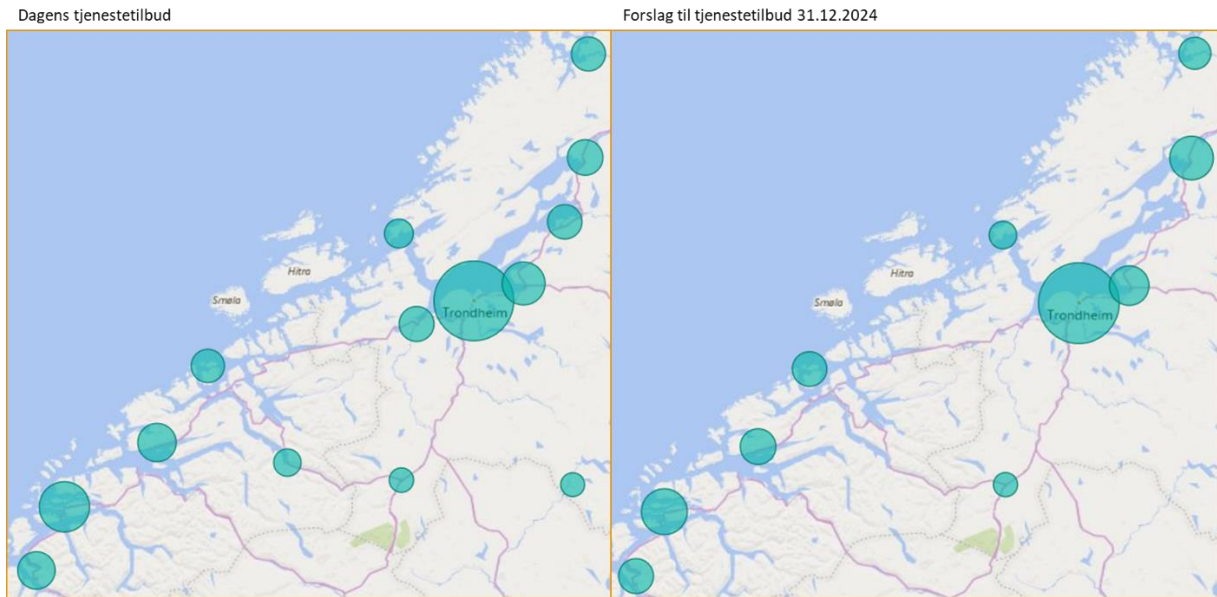 Dagens tjenestetilbud
Forslag til tjenestetilbud 31.12.2024
Hitra
Smøla
Trondheim
Hitra
Smøla
Trondheim